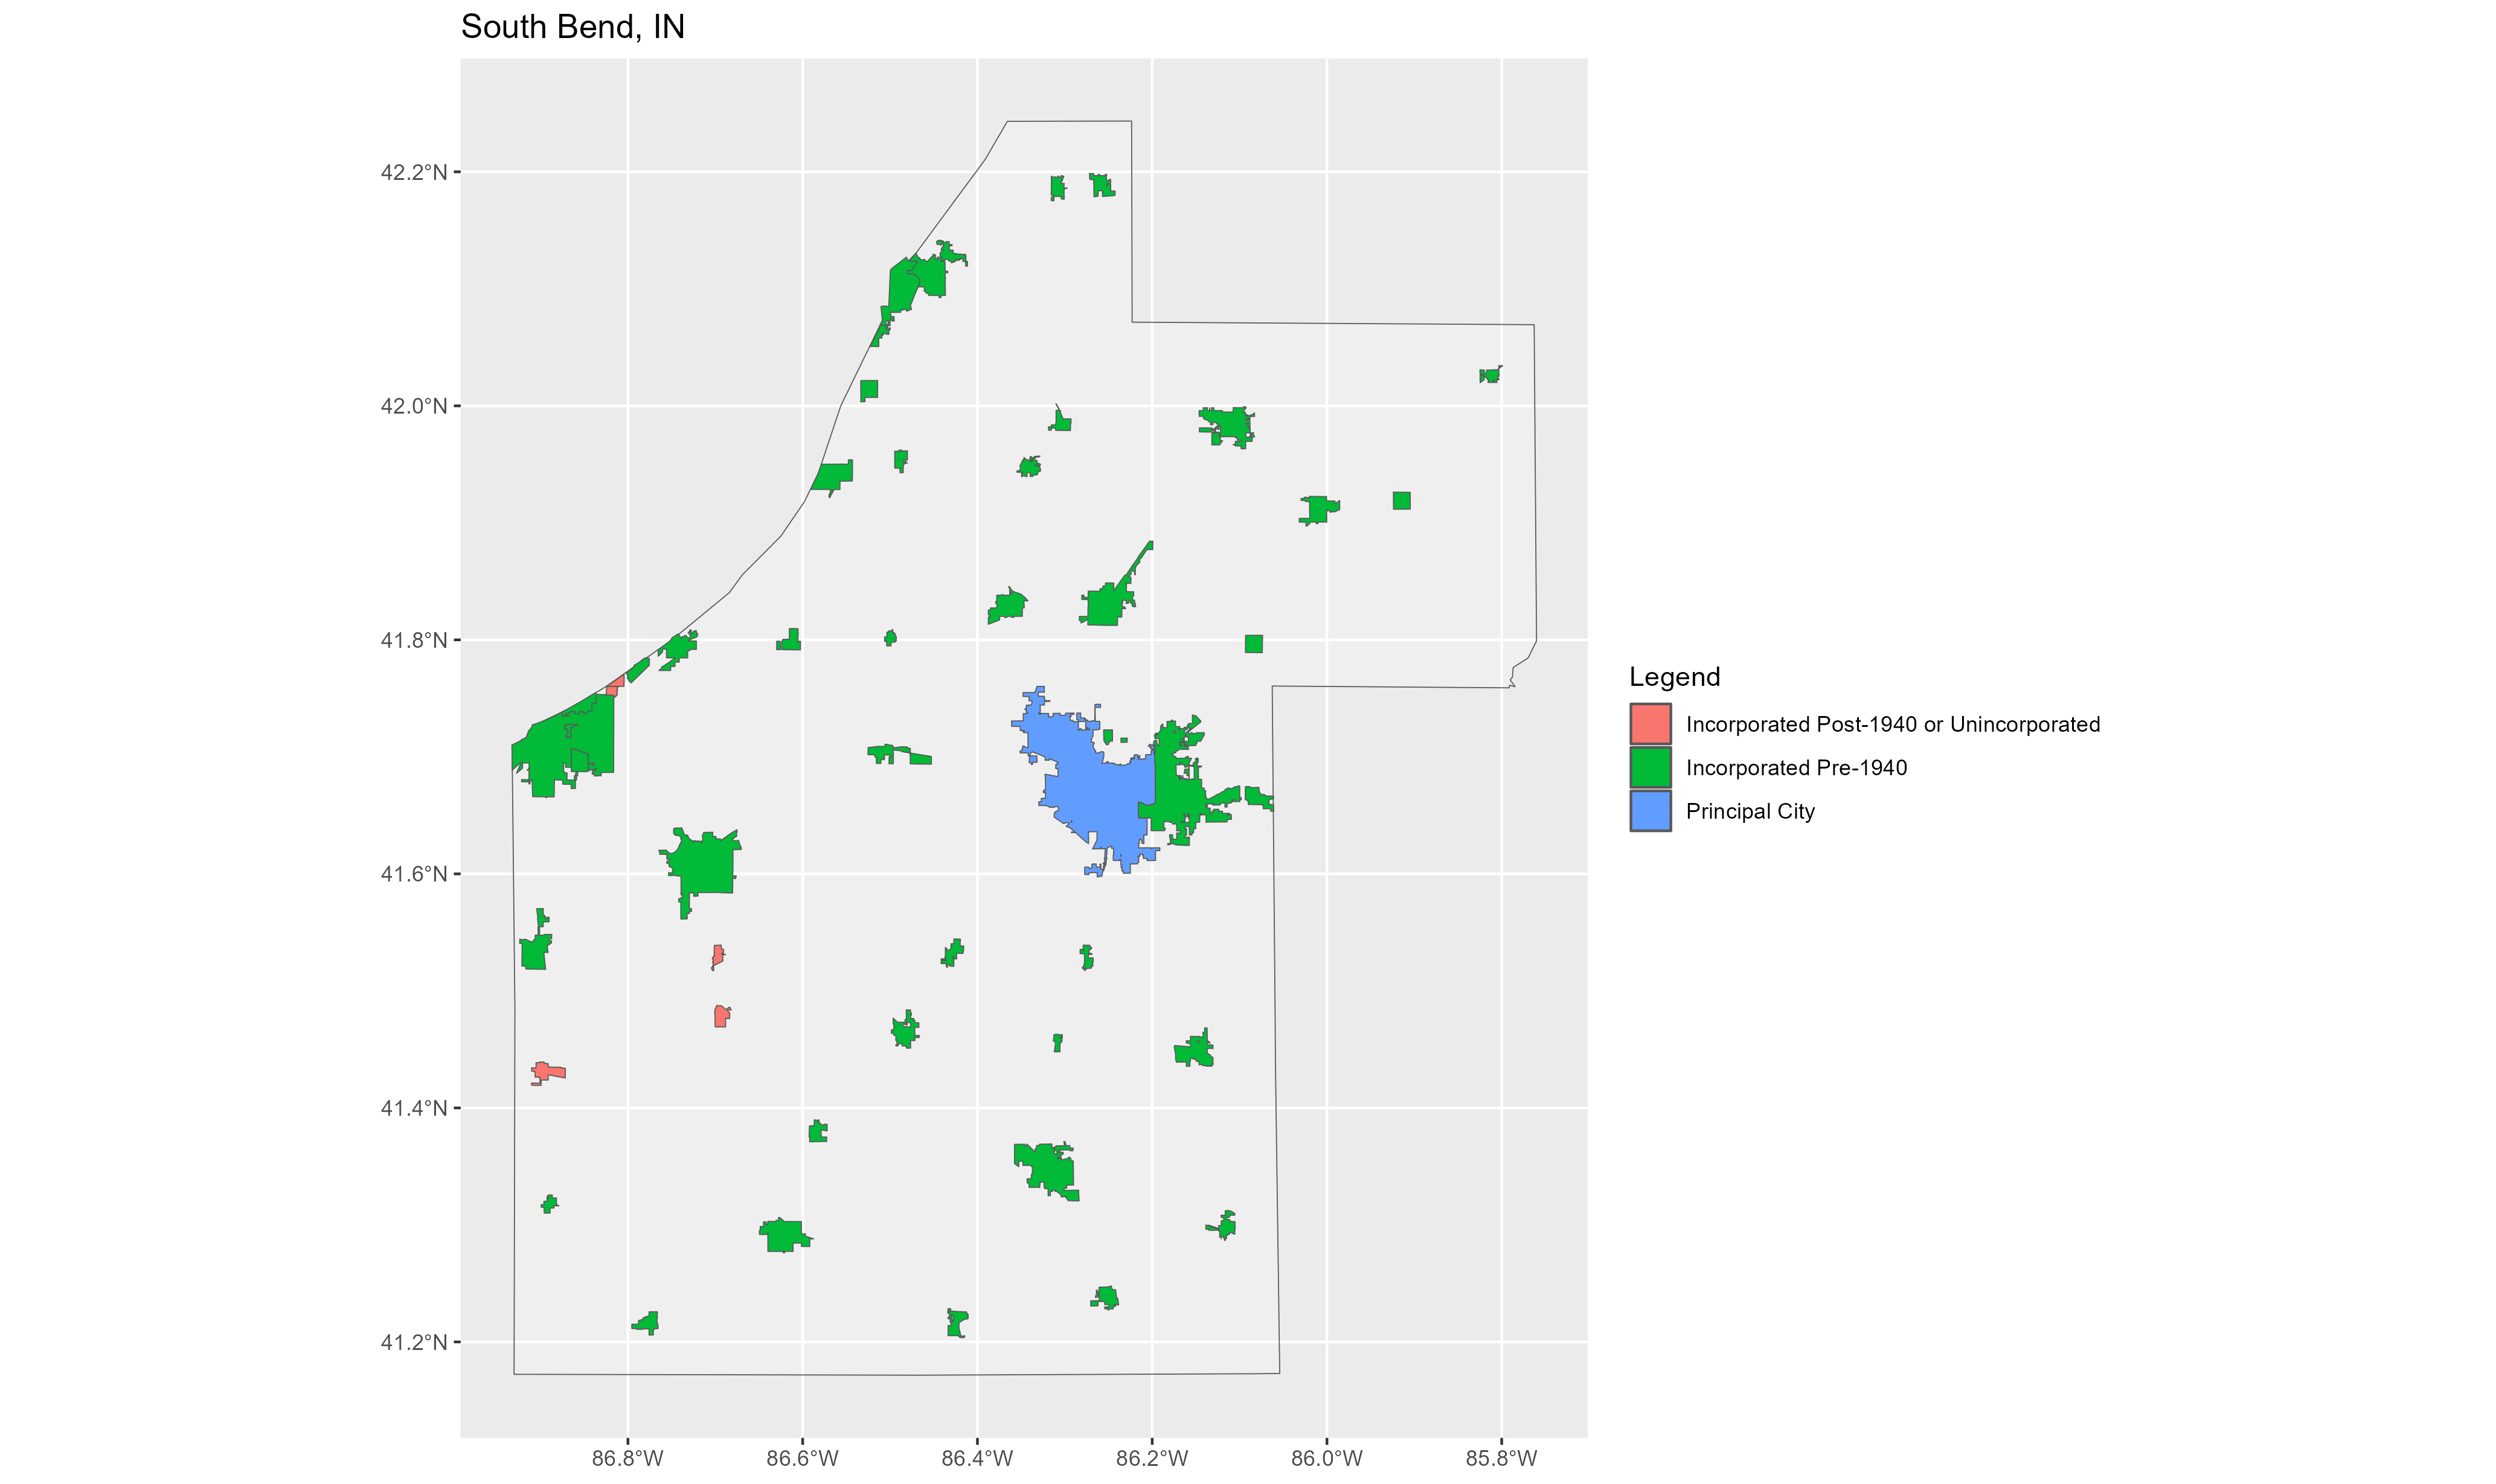 South Bend, IN
42.2°N
42.0°N
41.8°N
41.6°N
41.4°N
41.2°N
86.8°W 86.6°W 86.4°W 86.2°W 86.0°W 85.8°W
Legend
Incorporated Post-1940 or Unincorporated
Incorporated Pre-1940
Principal City